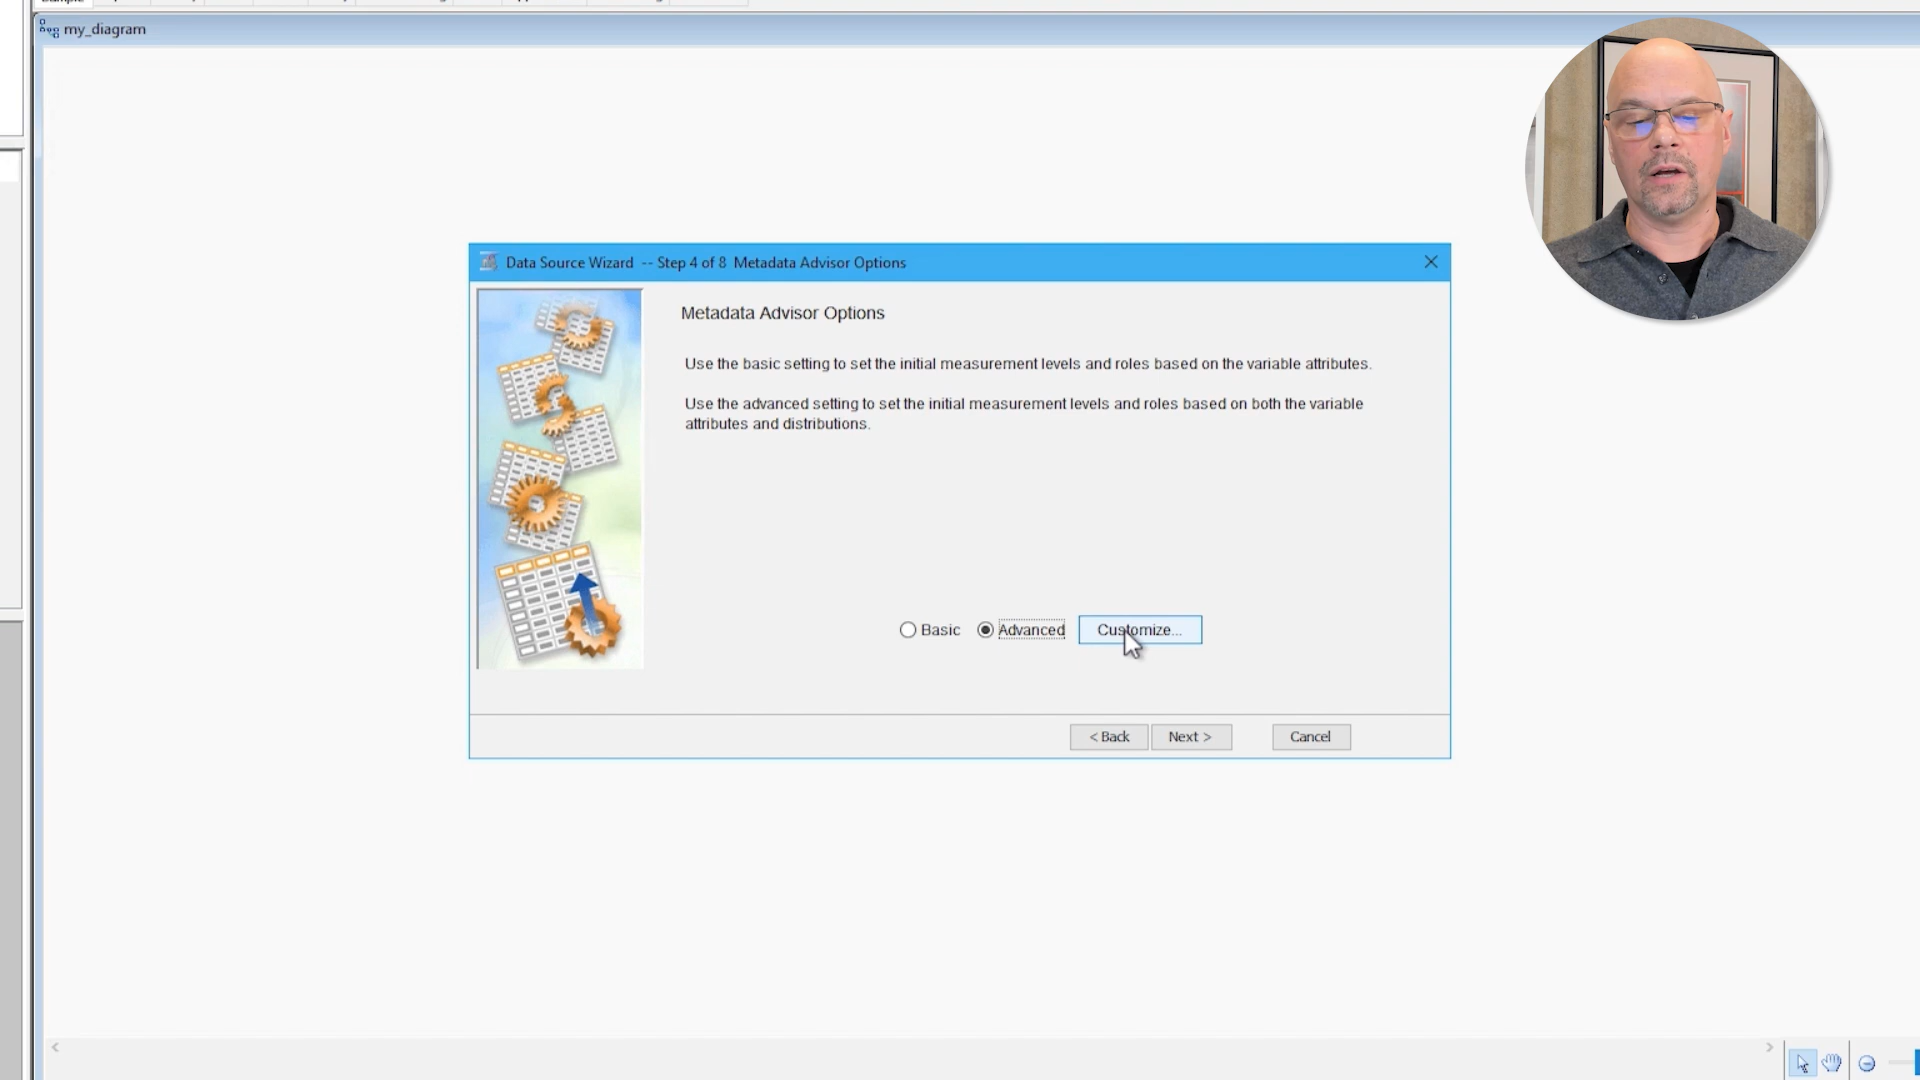 my_diagram
Data Source Wizard -- Step 4 of 8 Metadata Advisor Options
Metadata Advisor Options
Use the basic setting to set the initial measurement levels and roles based on the variable attributes.
Use the advanced setting to set the initial measurement levels and roles based on both the variable
attributes and distributions.
Basic Advanced Customize...
< Back Next > Cancel